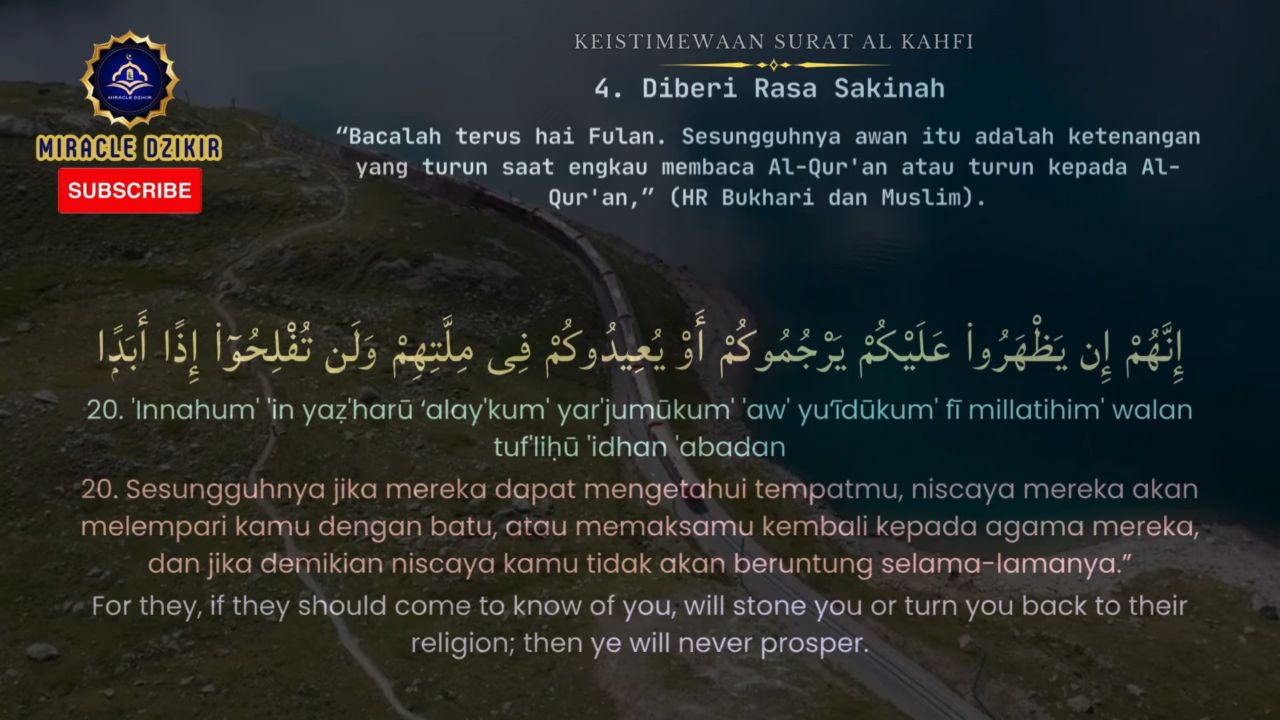 KEISTIMEWAAN SURAT AL KAHFI
4. Diberi Rasa Sakinah
“Bacalah terus hai Fulan. Sesungguhnya awan itu adalah ketenangan
yang turun saat engkau membaca Al-Qur'an atau turun kepada Al-
Qur'an,” (HR Bukhari dan Muslim).
MIRACLE DZIKIR
MIRACLE DZIKIR
SUBSCRIBE
إِنَّهُمْ إِن يَظْهَرُوا۟ عَلَيْكُمْ يَرْجُمُوكُمْ أَوْ يُعِيدُوكُمْ فِى مِلَّتِهِمْ وَلَن تُفْلِحُوٓا۟ إِذًا أَبَدًۭا
20. 'Innahum' 'in yaẓ'harū ‘alay'kum' yar'jumūkum' 'aw' yu‘īdūkum' fī millatihim' walan
tuf'liḥū 'idhan 'abadan
20. Sesungguhnya jika mereka dapat mengetahui tempatmu, niscaya mereka akan
melempari kamu dengan batu, atau memaksamu kembali kepada agama mereka,
dan jika demikian niscaya kamu tidak akan beruntung selama-lamanya.”
For they, if they should come to know of you, will stone you or turn you back to their
religion; then ye will never prosper.